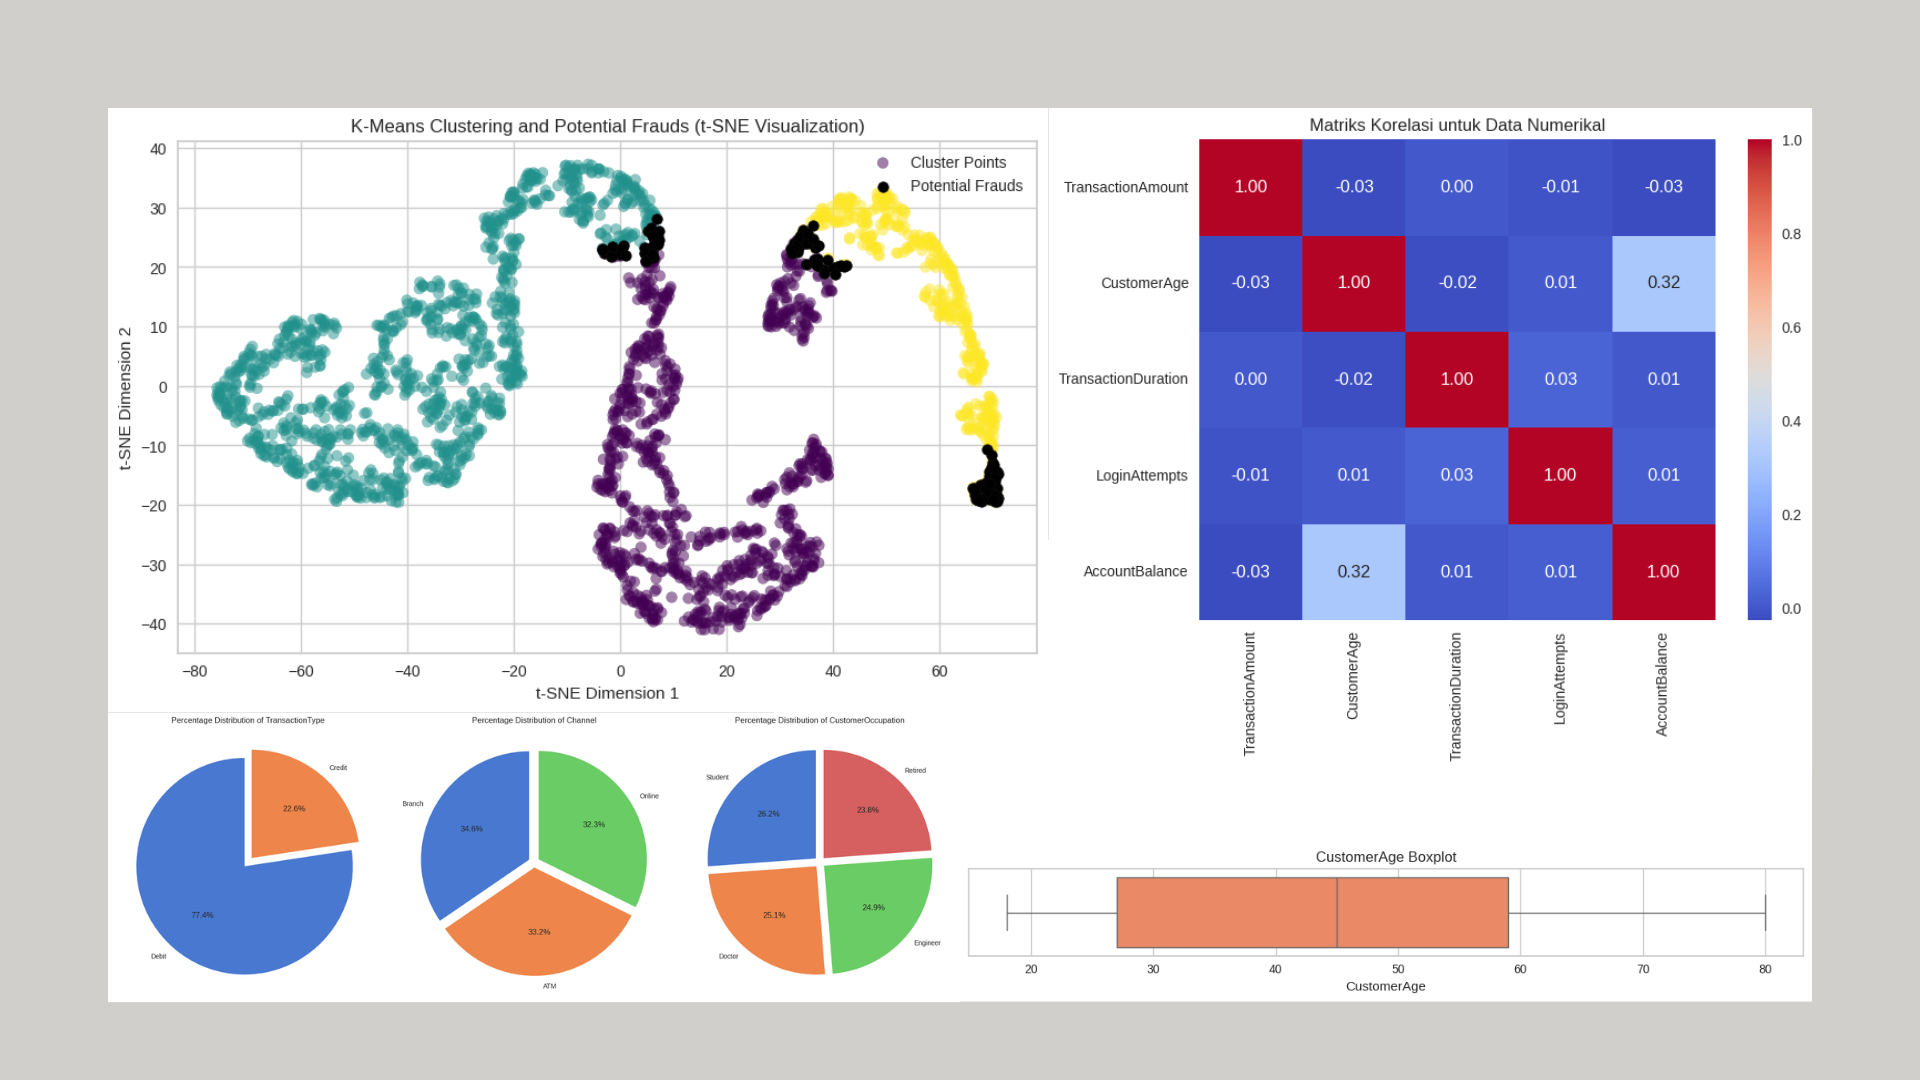 K-Means Clustering and Potential Frauds (t-SNE Visualization)
Cluster Points
Potential Frauds
t-SNE Dimension 2
40
30
20
10
0
−10
−20
−30
−40
−80 −60 −40 −20 0 20 40 60
t-SNE Dimension 1
Matriks Korelasi untuk Data Numerikal
TransactionAmount 1.00 -0.03 0.00 -0.01 -0.03
CustomerAge -0.03 1.00 -0.02 0.01 0.32
TransactionDuration 0.00 -0.02 1.00 0.03 0.01
LoginAttempts -0.01 0.01 0.03 1.00 0.01
AccountBalance -0.03 0.32 0.01 0.01 1.00
TransactionAmount
CustomerAge
TransactionDuration
LoginAttempts
AccountBalance
1.0
0.8
0.6
0.4
0.2
0.0
Percentage Distribution of TransactionType
Credit
22.6%
77.4%
Debit
Percentage Distribution of Channel
Branch
34.6%
Online
32.3%
33.2%
ATM
Percentage Distribution of CustomerOccupation
Student
26.2%
Retired
23.8%
25.1%
Doctor
24.9%
Engineer
CustomerAge Boxplot
20 30 40 50 60 70 80
CustomerAge